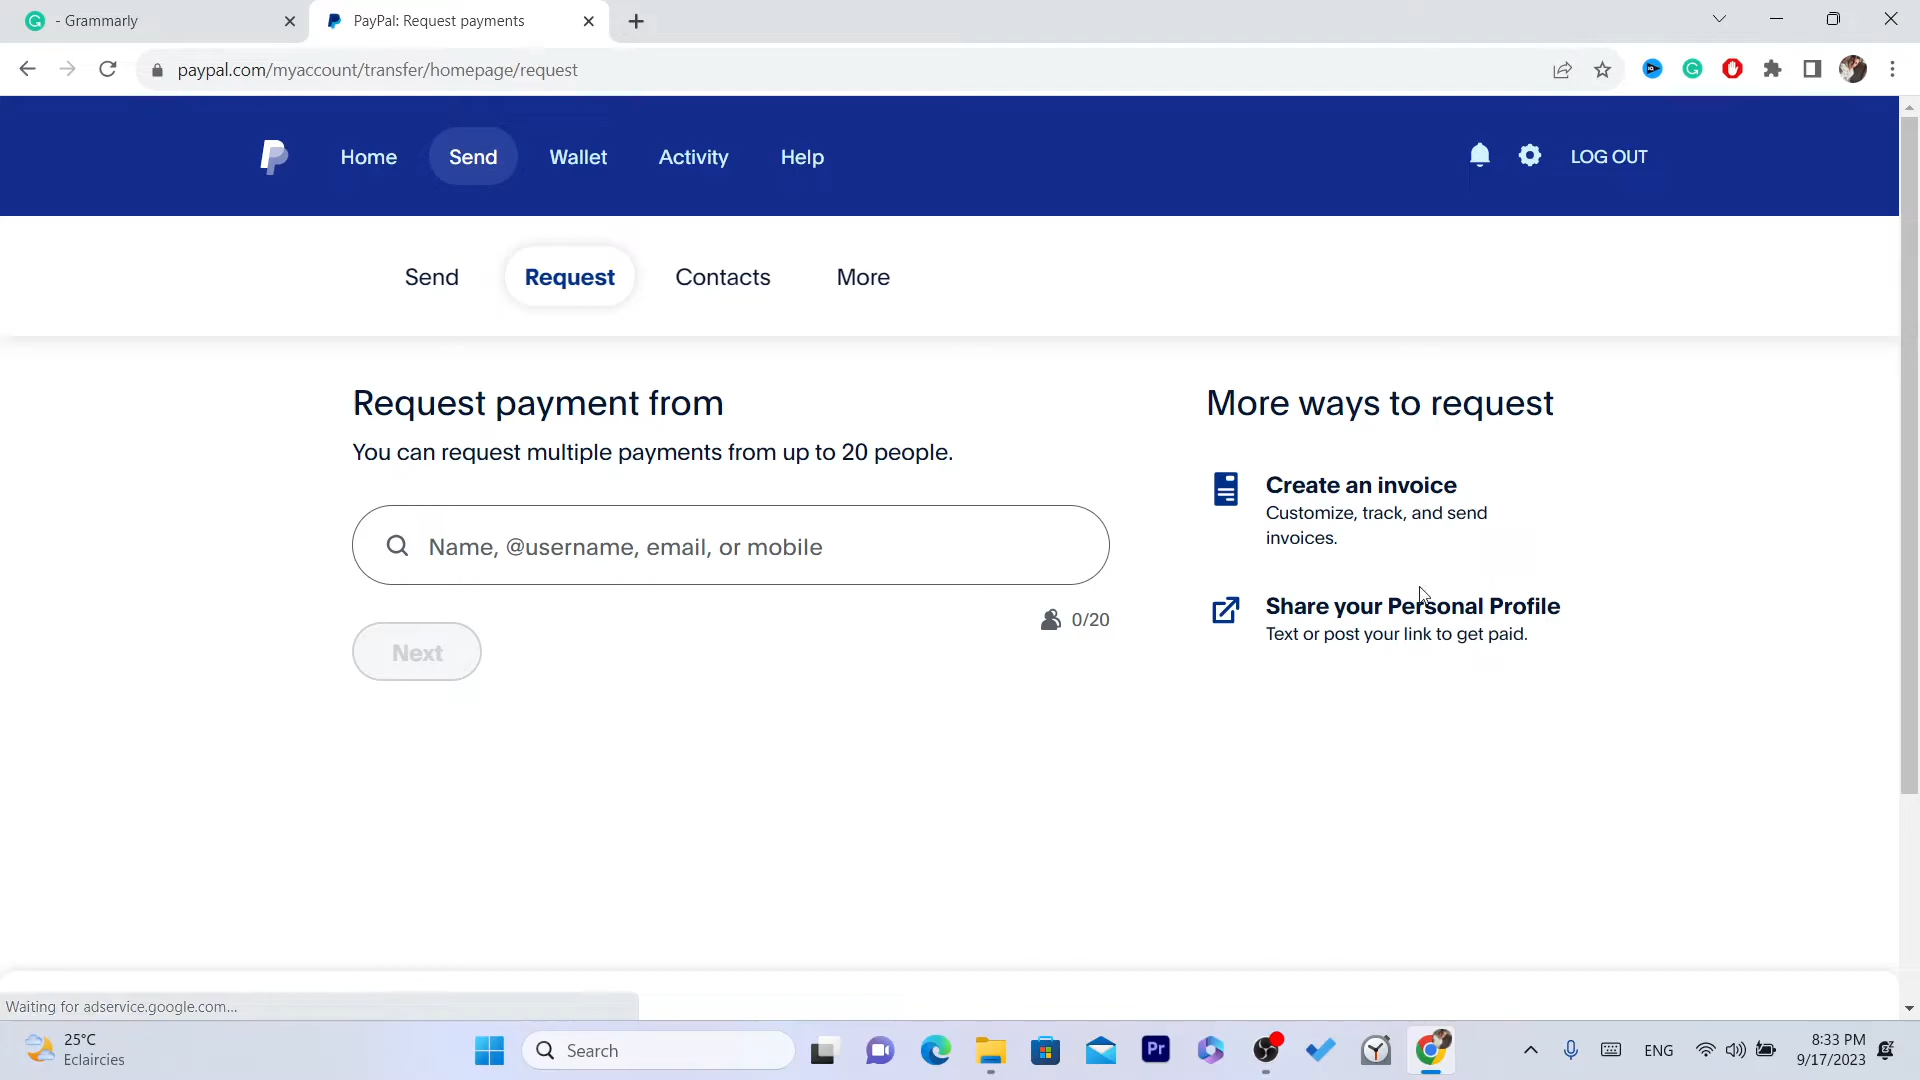 - Grammarly
PayPal: Request payments
paypal.com/myaccount/transfer/homepage/request
Home
Send
Wallet
Activity
Help
LOG OUT
Send
Request
Contacts
More
Request payment from
You can request multiple payments from up to 20 people.
Name, @username, email, or mobile
0/20
Next
More ways to request
Create an invoice
Customize, track, and send
invoices.
Share your Personal Profile
Text or post your link to get paid.
Waiting for adservice.google.com...
25°C
Eclaircies
Search
Pr
ENG
8:33 PM
9/17/2023